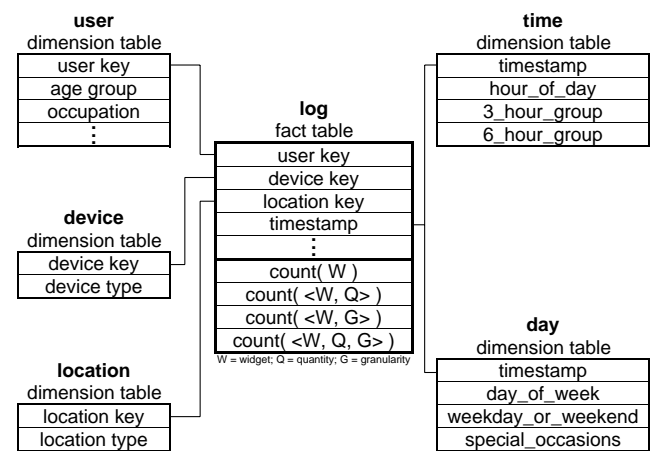 user
dimension table
user key
age group
occupation
⋮
device
dimension table
device key
device type
location
dimension table
location key
location type
log
fact table
user key
device key
location key
timestamp
⋮
count( W )
count( <W, Q> )
count( <W, G> )
count( <W, Q, G> )
W = widget; Q = quantity; G = granularity
time
dimension table
timestamp
hour_of_day
3_hour_group
6_hour_group
day
dimension table
timestamp
day_of_week
weekday_or_weekend
special_occasions